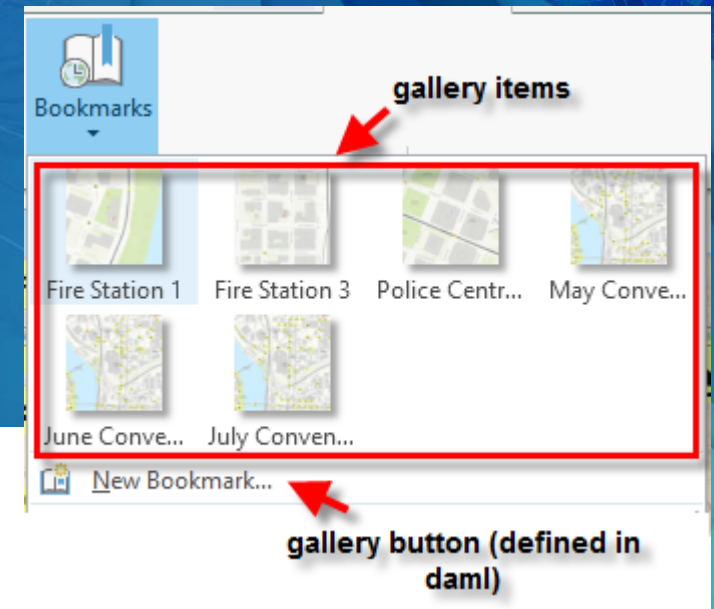 Bookmarks
gallery items
Fire Station 1 Fire Station 3 Police Centr... May Conve...
June Conve... July Conven...
New Bookmark...
gallery button (defined in
daml)